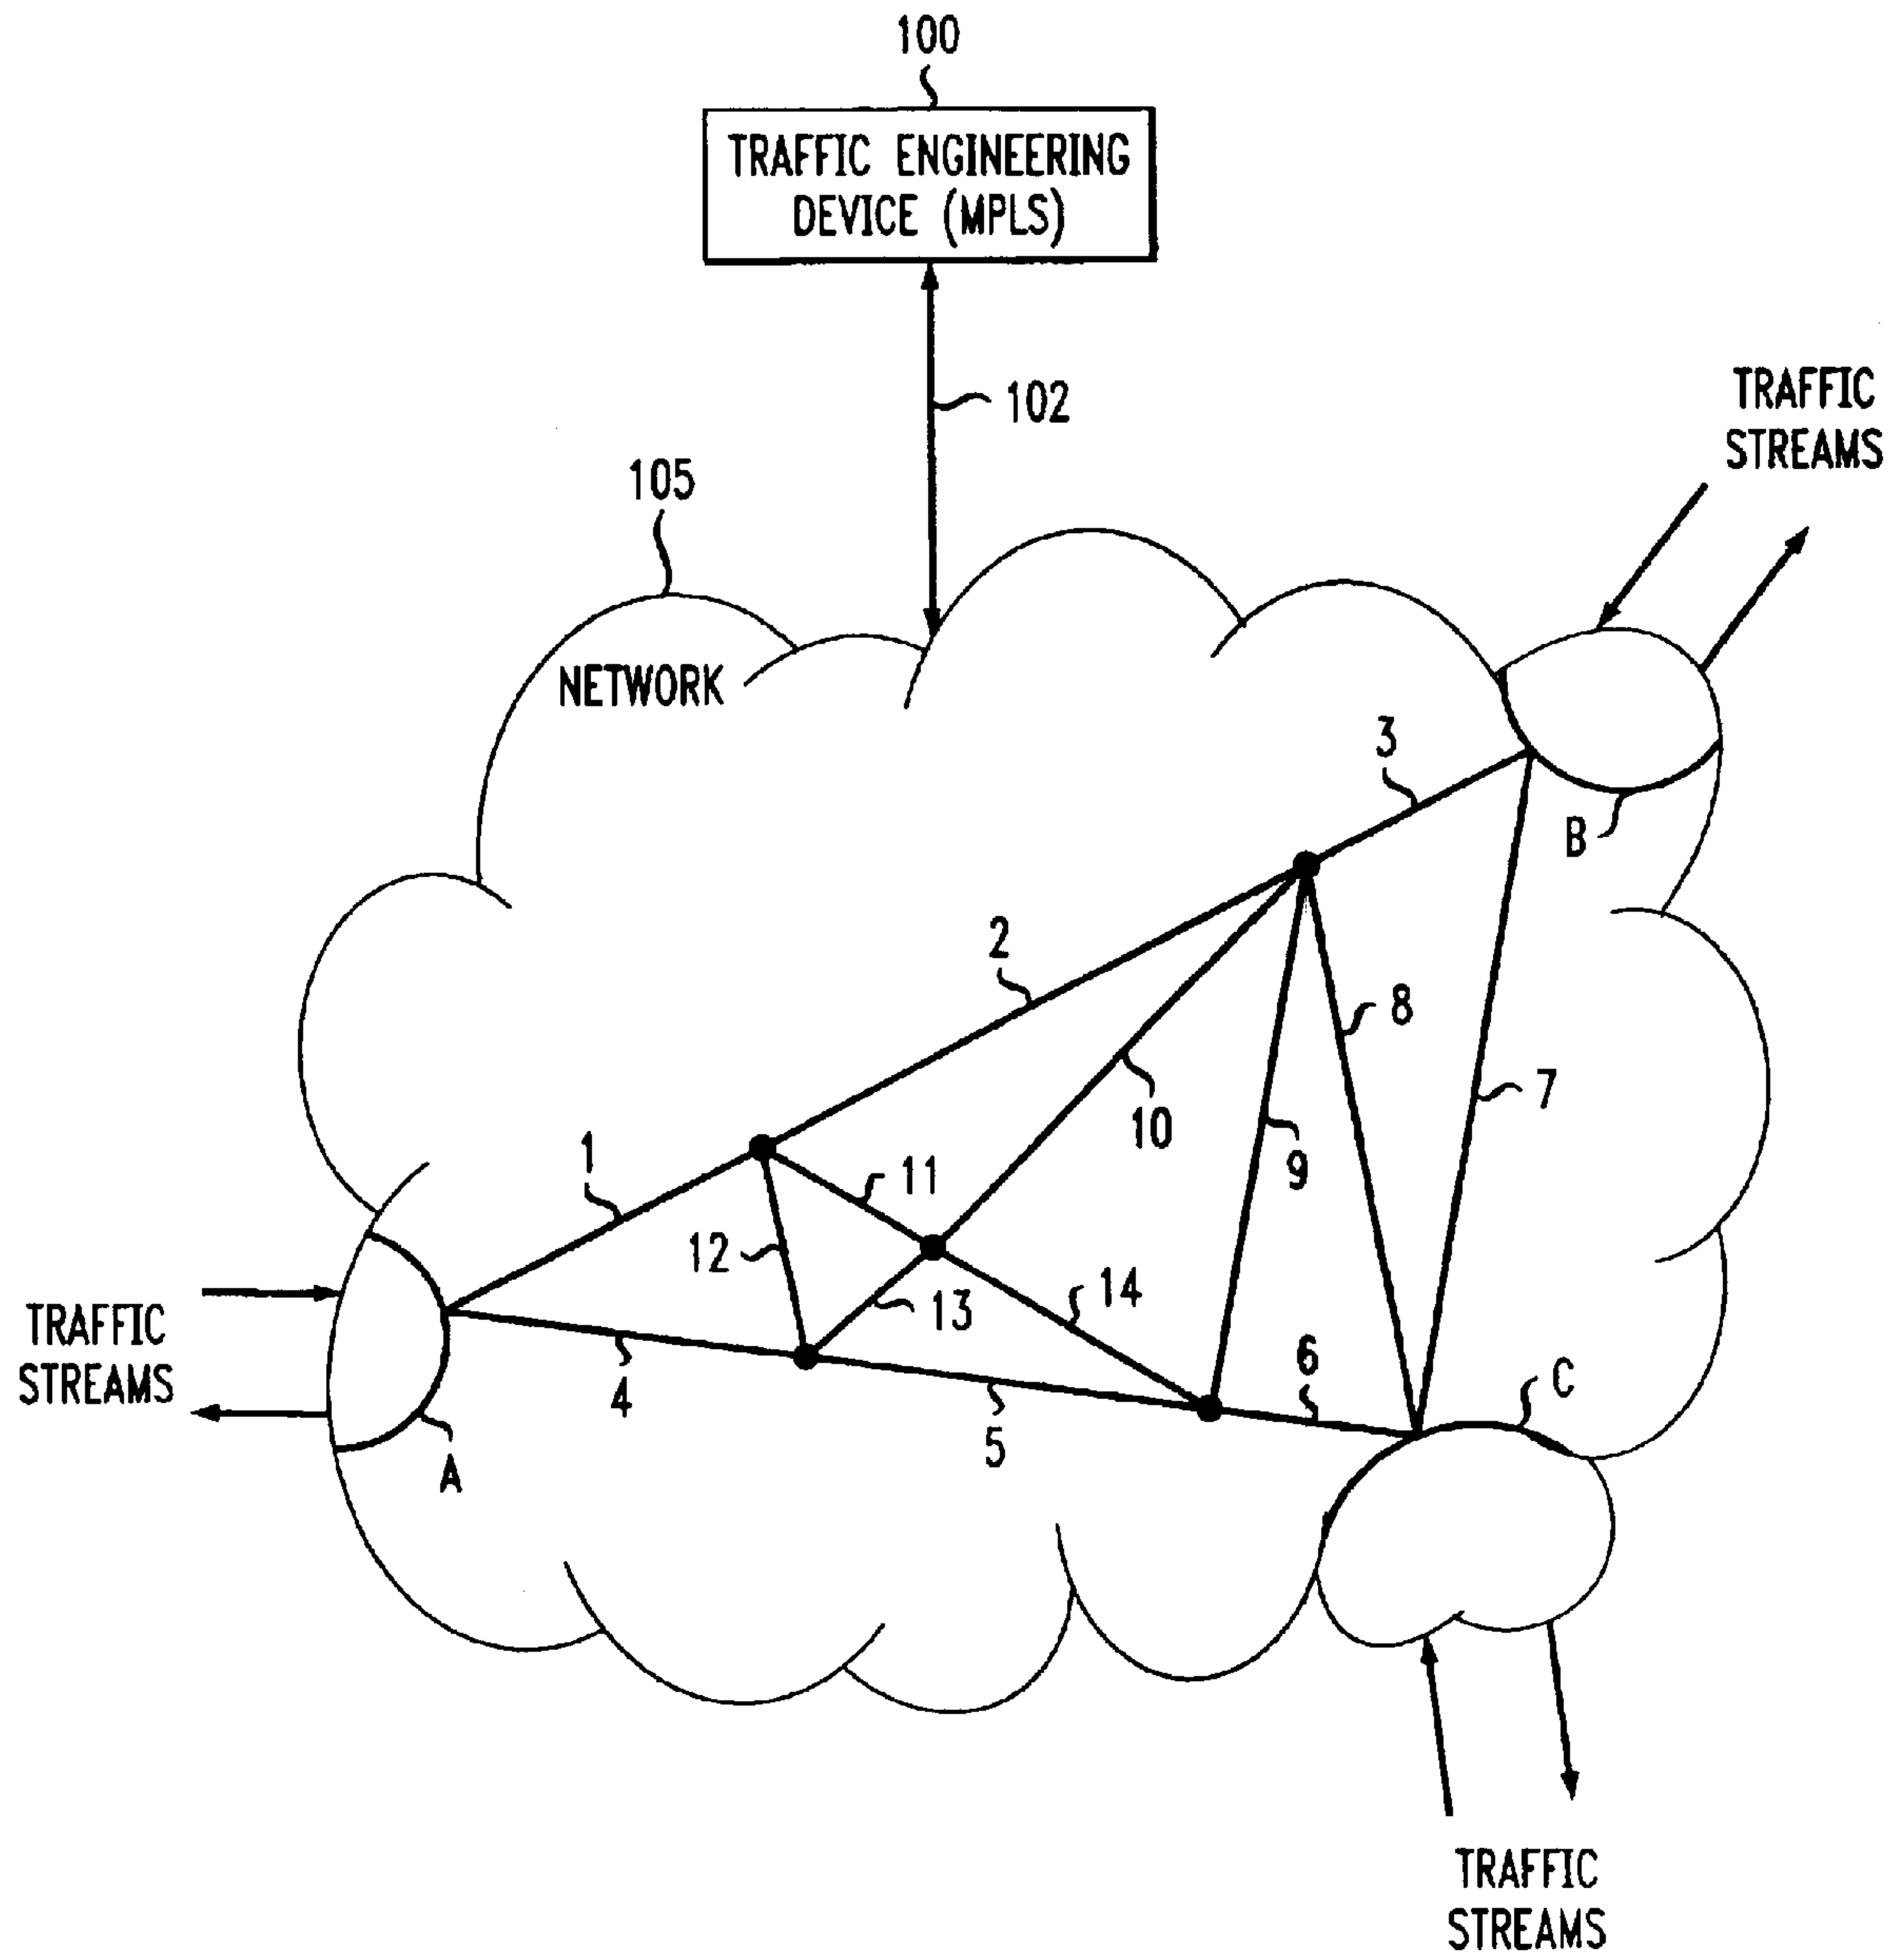 100
TRAFFIC ENGINEERING
DEVICE (MPLS)
102
TRAFFIC
STREAMS
105
NETWORK
3
B
2
8
10
7
1
11
9
12
14
13
TRAFFIC
STREAMS
4
6
C
5
A
TRAFFIC
STREAMS